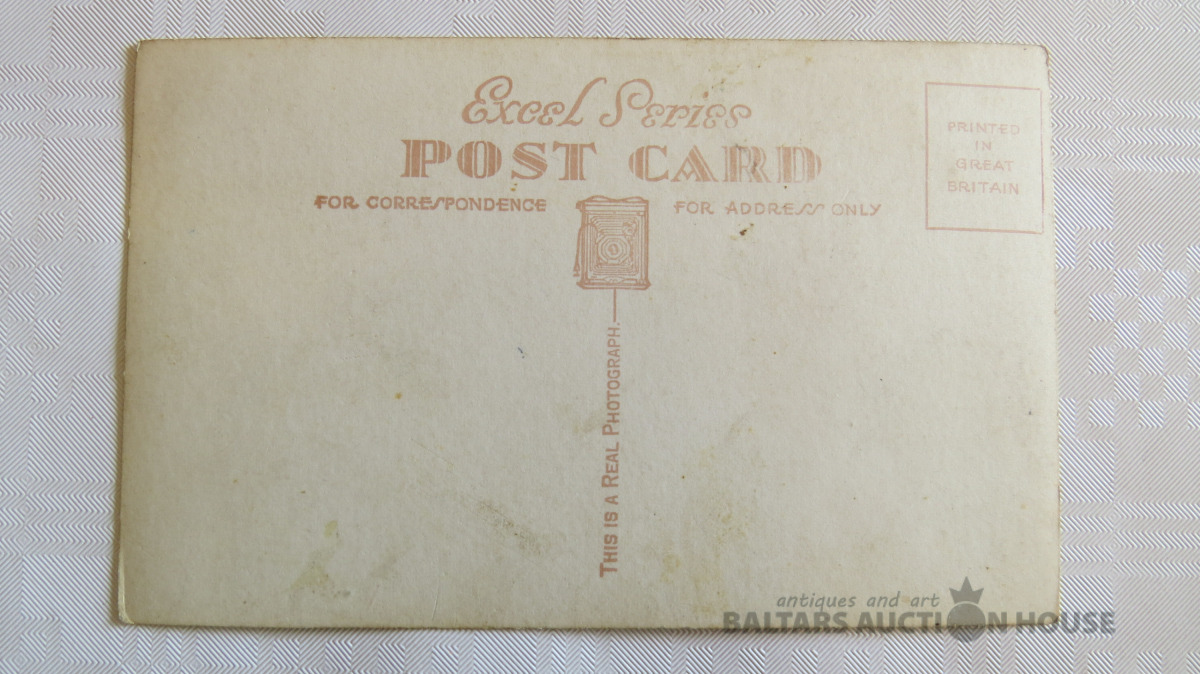 Excel Series
POST CARD
FOR CORRESPONDENCE
FOR ADDRESS ONLY
PRINTED
IN
GREAT
BRITAIN
THIS IS A REAL PHOTOGRAPH.
antiques and art
BALTARS AUCTION HOUSE